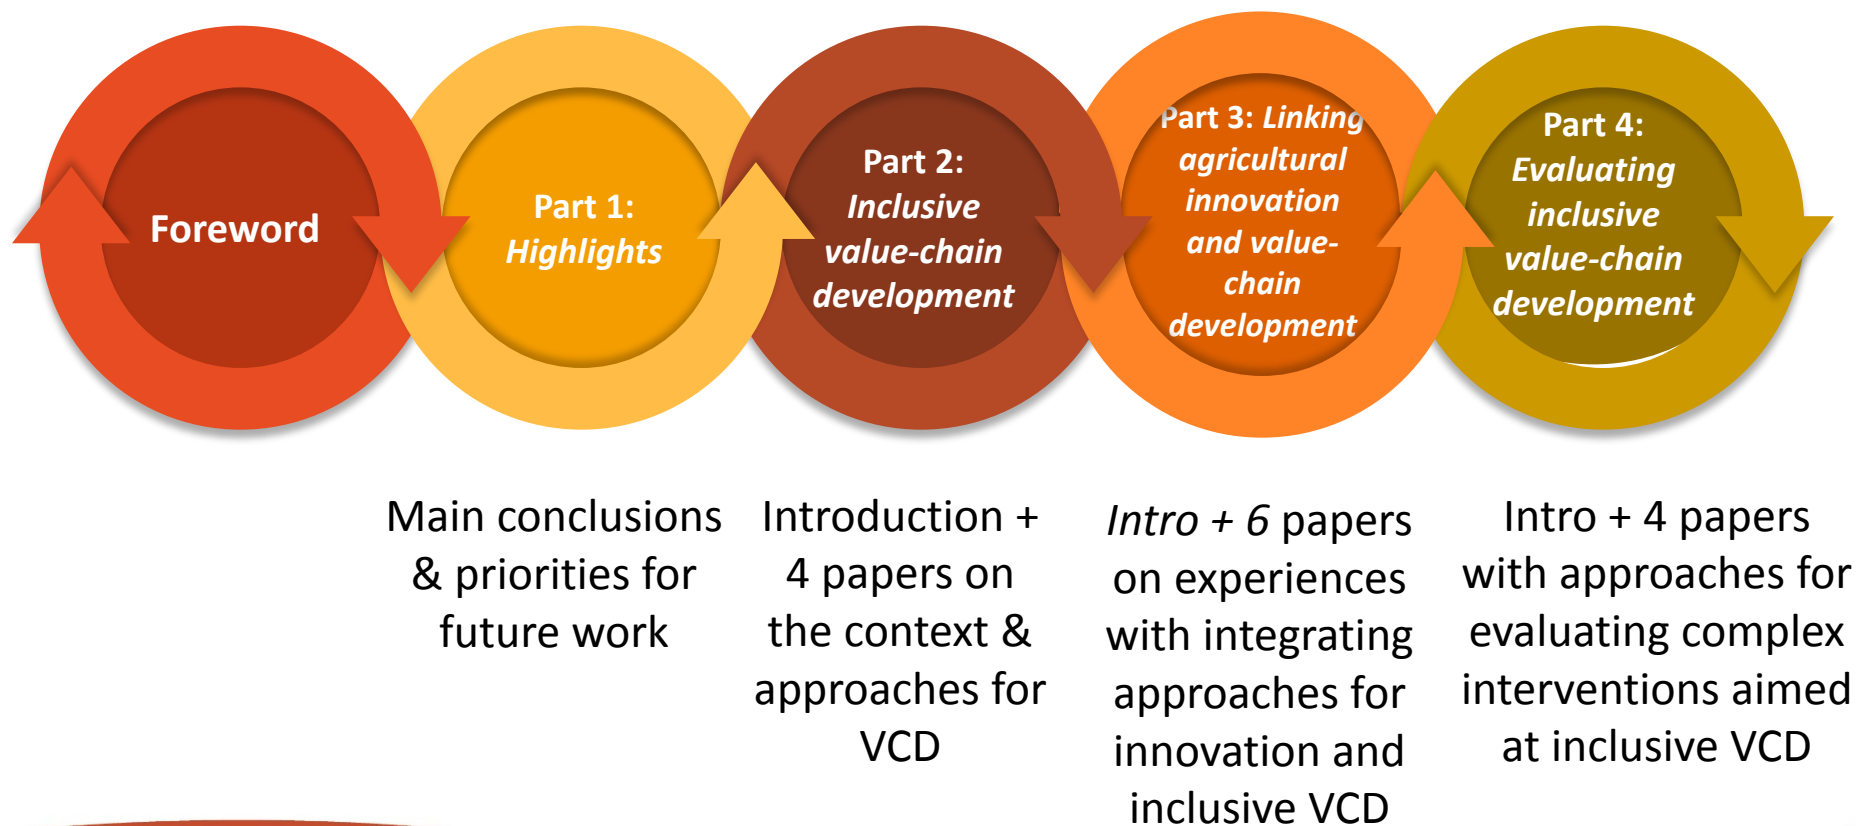 Foreword
Part 1:
Highlights
Part 2:
Inclusive
value-chain
development
Part 3: Linking
agricultural
innovation
and value-
chain
development
Part 4:
Evaluating
inclusive
value-chain
development
Main conclusions
& priorities for
future work
Introduction +
4 papers on
the context &
approaches for
VCD
Intro + 6 papers
on experiences
with integrating
approaches for
innovation and
inclusive VCD
Intro + 4 papers
with approaches for
evaluating complex
interventions aimed
at inclusive VCD